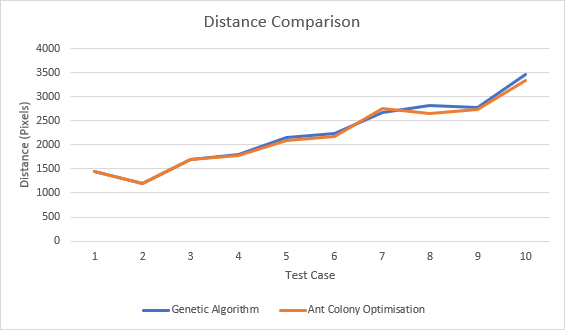 Distance Comparison
4000
3500
3000
2500
2000
1500
1000
500
0
Distance (Pixels)
1 2 3 4 5 6 7 8 9 10
Test Case
Genetic Algorithm Ant Colony Optimisation